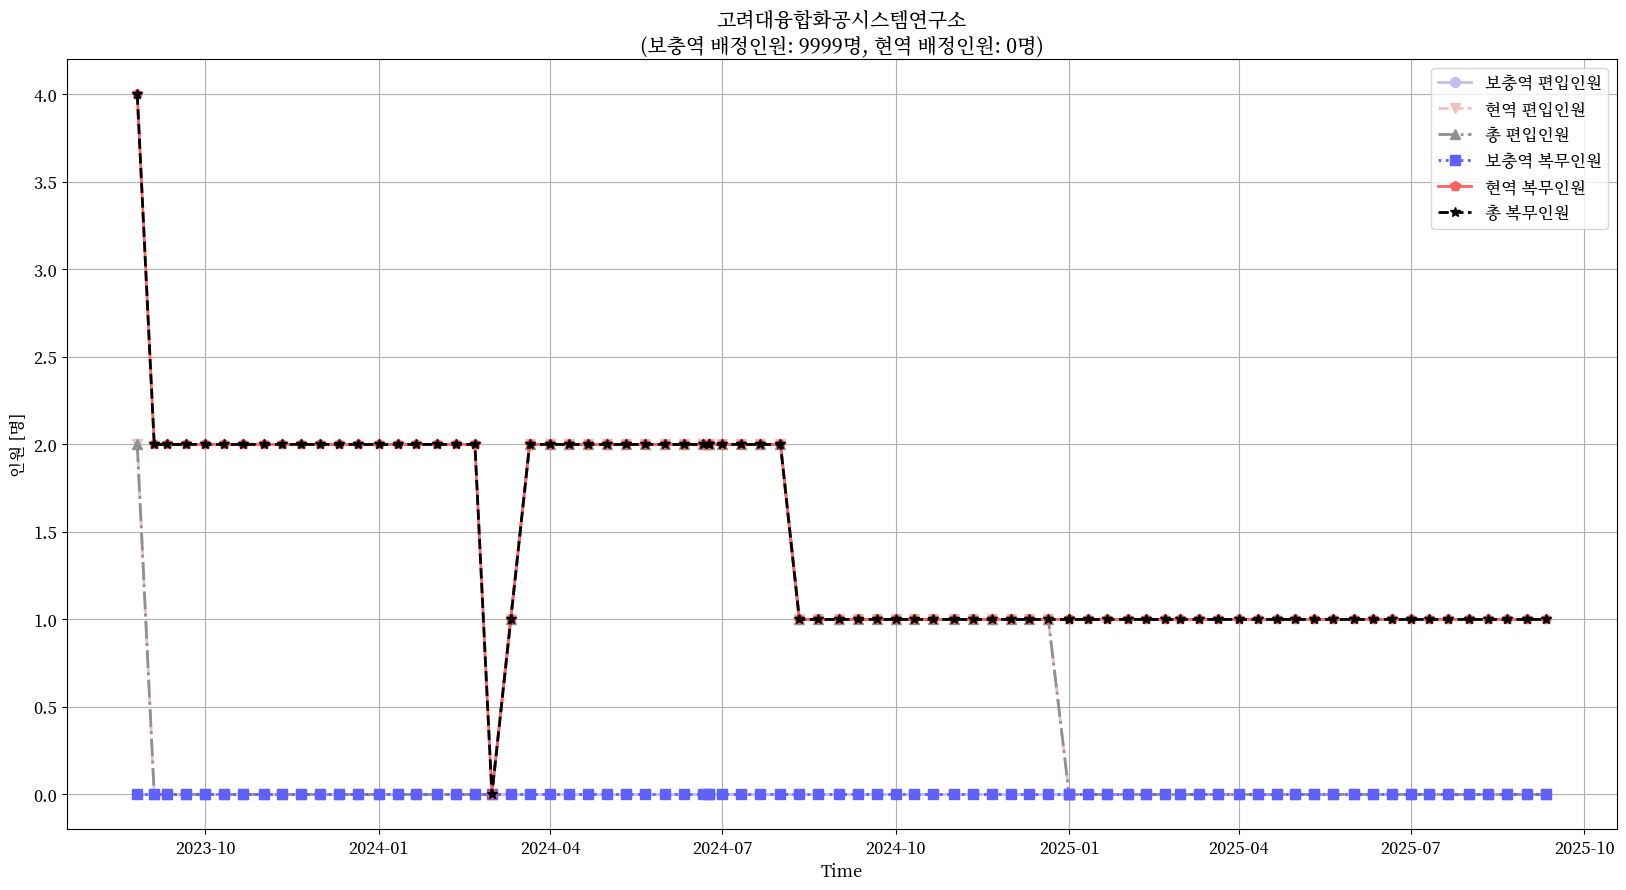 고려대융합화공시스템연구소
(보충역 배정인원: 9999명, 현역 배정인원: 0명)
보충역 편입인원
현역 편입인원
총 편입인원
보충역 복무인원
현역 복무인원
총 복무인원
인원 [명]
4.0
3.5
3.0
2.5
2.0
1.5
1.0
0.5
0.0
2023-10
2024-01
2024-04
2024-07
2024-10
2025-01
2025-04
2025-07
2025-10
Time